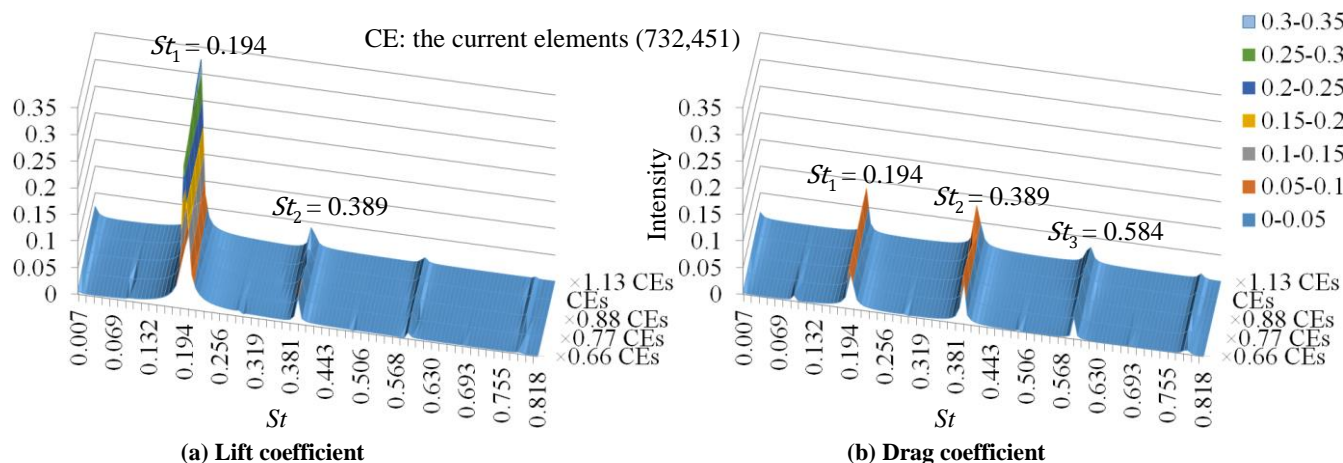 CE: the current elements (732,451)
St1 = 0.194
St2 = 0.389
0.35
0.3
0.25
0.2
0.15
0.1
0.05
0
0.007
0.069
0.132
0.194
0.256
0.319
0.381
0.443
0.506
0.568
0.630
0.693
0.755
0.818
×1.13 CEs
CEs
×0.88 CEs
×0.77 CEs
×0.66 CEs
St
(a) Lift coefficient
Intensity
St1 = 0.194
St2 = 0.389
St3 = 0.584
0.35
0.3
0.25
0.2
0.15
0.1
0.05
0
0.007
0.069
0.132
0.194
0.256
0.319
0.381
0.443
0.506
0.568
0.630
0.693
0.755
0.818
×1.13 CEs
CEs
×0.88 CEs
×0.77 CEs
×0.66 CEs
St
(b) Drag coefficient
0.3-0.35
0.25-0.3
0.2-0.25
0.15-0.2
0.1-0.15
0.05-0.1
0-0.05